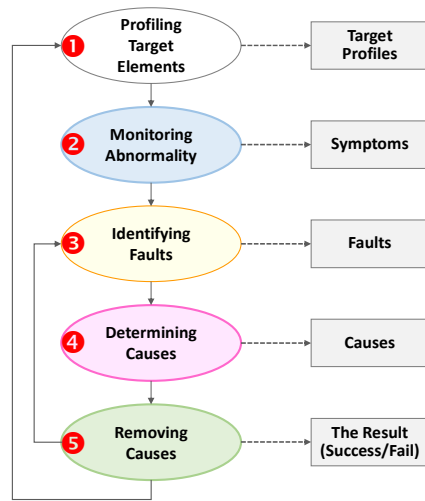 1
Profiling
Target
Elements
Target
Profiles
2
Monitoring
Abnormality
Symptoms
3
Identifying
Faults
Faults
4
Determining
Causes
Causes
5
Removing
Causes
The Result
(Success/Fail)